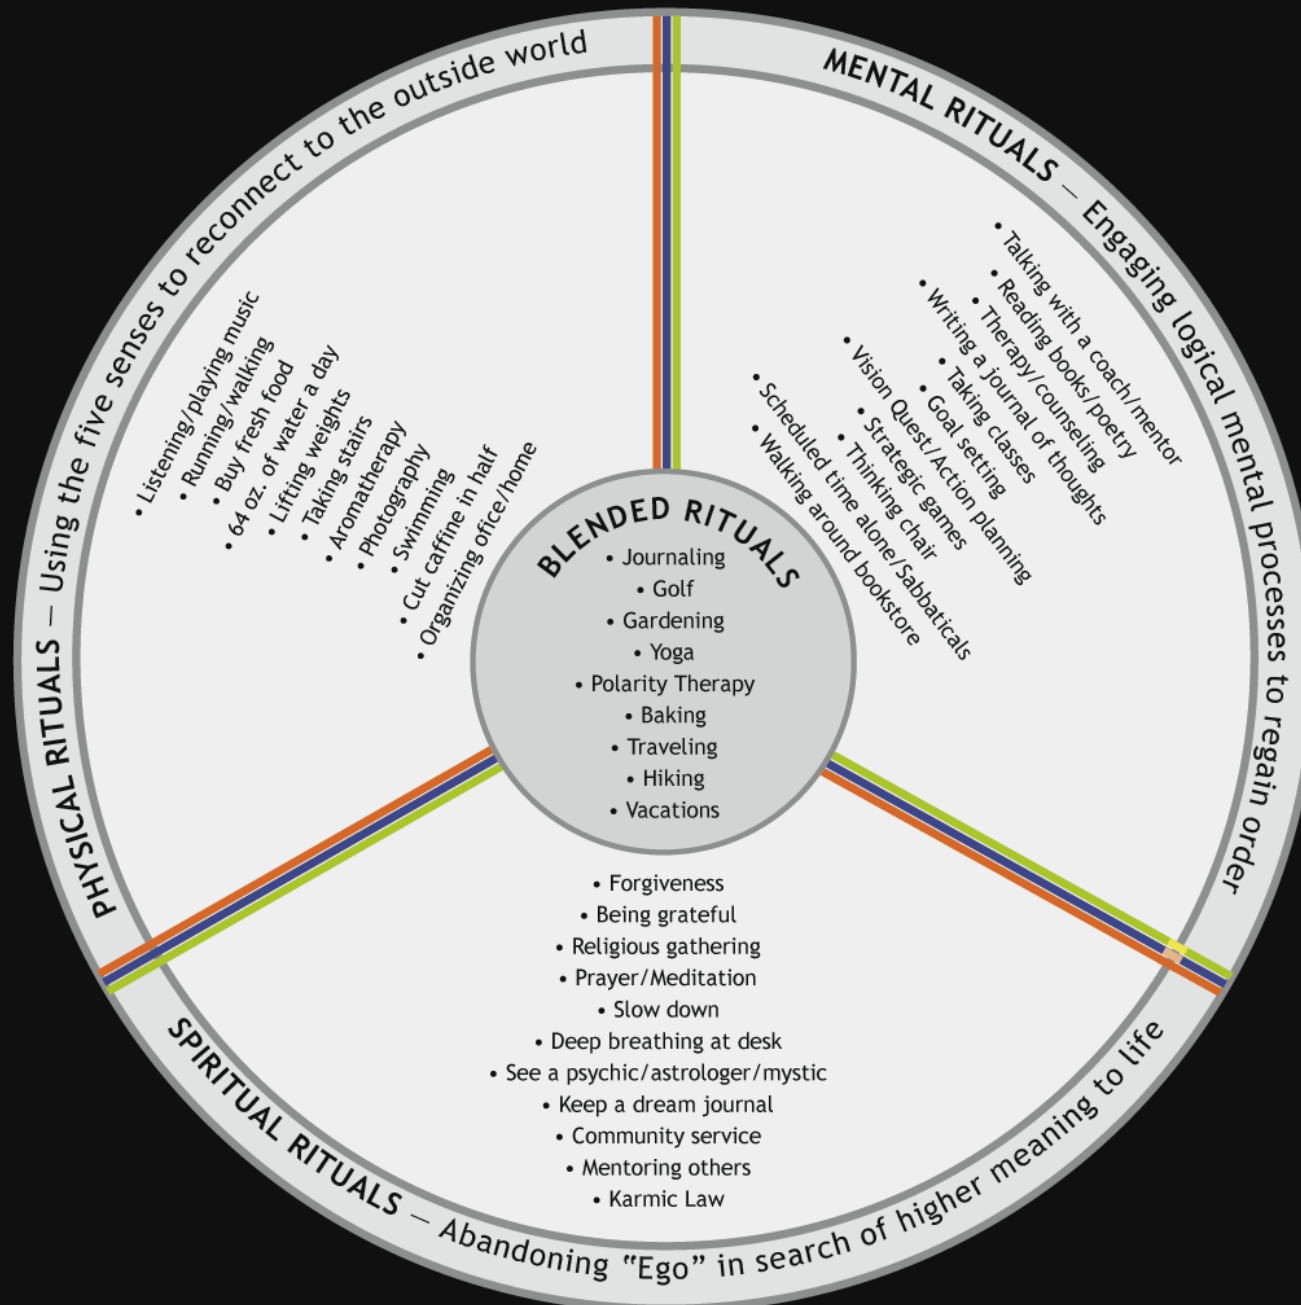 PHYSICAL RITUALS — Using the five senses to reconnect to the outside world
• Listening/playing music
• Running/walking
• Buy fresh food
• 64 oz. of water a day
• Lifting weights
• Taking stairs
• Aromatherapy
• Photography
• Swimming
• Cut caffine in half
• Organizing ofice/home
MENTAL RITUALS — Engaging logical mental processes to regain order
• Talking with a coach/mentor
• Reading books/poetry
• Therapy/counseling
• Writing a journal of thoughts
• Taking classes
• Goal setting
• Vision Quest/Action planning
• Strategic games
• Thinking chair
• Scheduled time alone/Sabbaticals
• Walking around bookstore
BLENDED RITUALS
• Journaling
• Golf
• Gardening
• Yoga
• Polarity Therapy
• Baking
• Traveling
• Hiking
• Vacations
• Forgiveness
• Being grateful
• Religious gathering
• Prayer/Meditation
• Slow down
• Deep breathing at desk
• See a psychic/astrologer/mystic
• Keep a dream journal
• Community service
• Mentoring others
• Karmic Law
SPIRITUAL RITUALS — Abandoning “Ego” in search of higher meaning to life